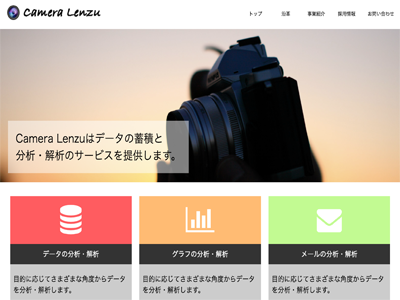 Camera Lenzu
トップ 沿革 事業紹介 採用情報 お問い合わせ
Camera Lenzuはデータの蓄積と
分析・解析のサービスを提供します。
データの分析・解析 グラフの分析・解析 メールの分析・解析
目的に応じてさまざまな角度からデータ 目的に応じてさまざまな角度からデータ 目的に応じてさまざまな角度からデータ
を分析・解析します。 を分析・解析します。 を分析・解析します。